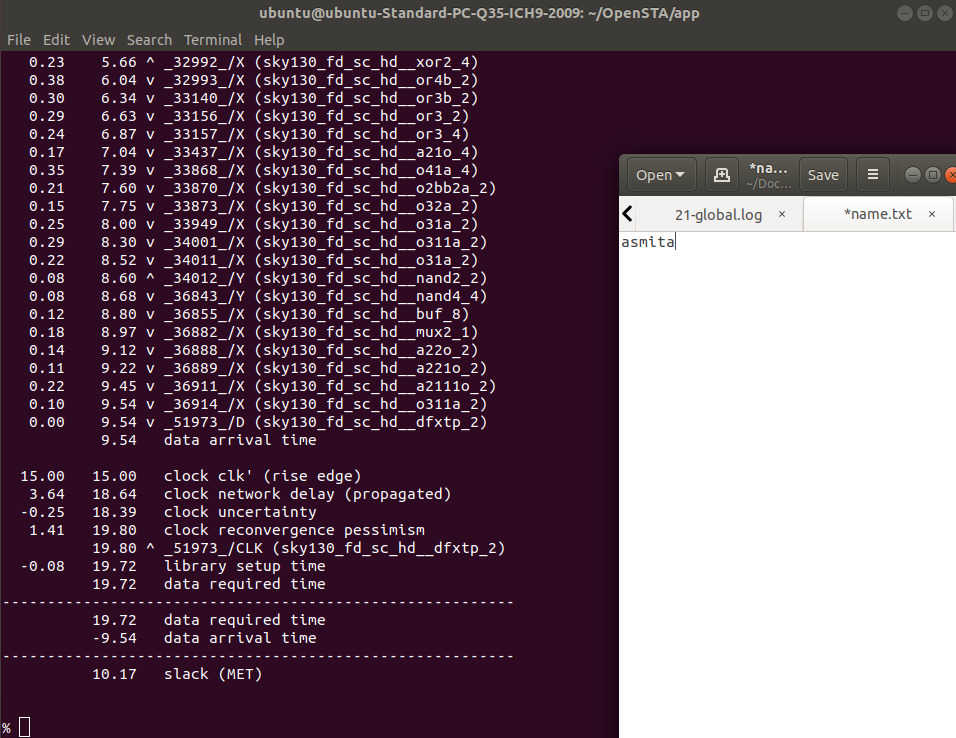 ubuntu@ubuntu-Standard-PC-Q35-ICH9-2009: ~/OpenSTA/app
File Edit View Search Terminal Help
0.23 5.66 ^ _32992_/X (sky130_fd_sc_hd__xor2_4)
0.38 6.04 v _32993_/X (sky130_fd_sc_hd__or4b_2)
0.30 6.34 v _33140_/X (sky130_fd_sc_hd__or3b_2)
0.29 6.63 v _33156_/X (sky130_fd_sc_hd__or3_2)
0.24 6.87 v _33157_/X (sky130_fd_sc_hd__or3_4)
0.17 7.04 v _33437_/X (sky130_fd_sc_hd__a21o_4)
0.35 7.39 v _33868_/X (sky130_fd_sc_hd__o41a_4)
0.21 7.60 v _33870_/X (sky130_fd_sc_hd__o2bb2a_2)
0.15 7.75 v _33873_/X (sky130_fd_sc_hd__o32a_2)
0.25 8.00 v _33949_/X (sky130_fd_sc_hd__o31a_2)
0.29 8.30 v _34001_/X (sky130_fd_sc_hd__o311a_2)
0.22 8.52 v _34011_/X (sky130_fd_sc_hd__o31a_2)
0.08 8.60 ^ _34012_/Y (sky130_fd_sc_hd__nand2_2)
0.08 8.68 v _36843_/Y (sky130_fd_sc_hd__nand4_4)
0.12 8.80 v _36855_/X (sky130_fd_sc_hd__buf_8)
0.18 8.97 v _36882_/X (sky130_fd_sc_hd__mux2_1)
0.14 9.12 v _36888_/X (sky130_fd_sc_hd__a22o_2)
0.11 9.22 v _36889_/X (sky130_fd_sc_hd__a221o_2)
0.22 9.45 v _36911_/X (sky130_fd_sc_hd__a2111o_2)
0.10 9.54 v _36914_/X (sky130_fd_sc_hd__o311a_2)
0.00 9.54 v _51973_/D (sky130_fd_sc_hd__dfxtp_2)
9.54 data arrival time
15.00 15.00 clock clk' (rise edge)
3.64 18.64 clock network delay (propagated)
-0.25 18.39 clock uncertainty
1.41 19.80 clock reconvergence pessimism
19.80 ^ _51973_/CLK (sky130_fd_sc_hd__dfxtp_2)
-0.08 19.72 library setup time
19.72 data required time
---------------------------------------------------------
19.72 data required time
-9.54 data arrival time
---------------------------------------------------------
10.17 slack (MET)
%
Open *na... Save
~/Doc...
21-global.log × *name.txt ×
asmita